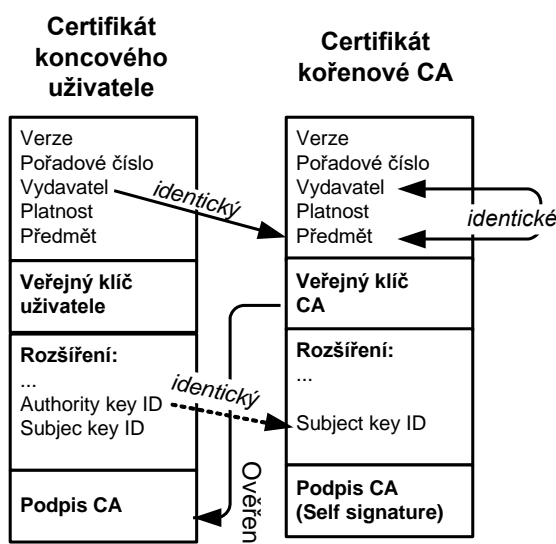 Certifikát
koncového
uživatele
Verze
Pořadové číslo
Vydavatel
Platnost
Předmět
Veřejný klíč
uživatele
Rozšíření:
...
Authority key ID
Subjec key ID
Podpis CA
identický
identický
Ověřen
Certifikát
kořenové CA
Verze
Pořadové číslo
Vydavatel
Platnost
Předmět
identické
Veřejný klíč
CA
Rozšíření:
...
Subject key ID
Podpis CA
(Self signature)